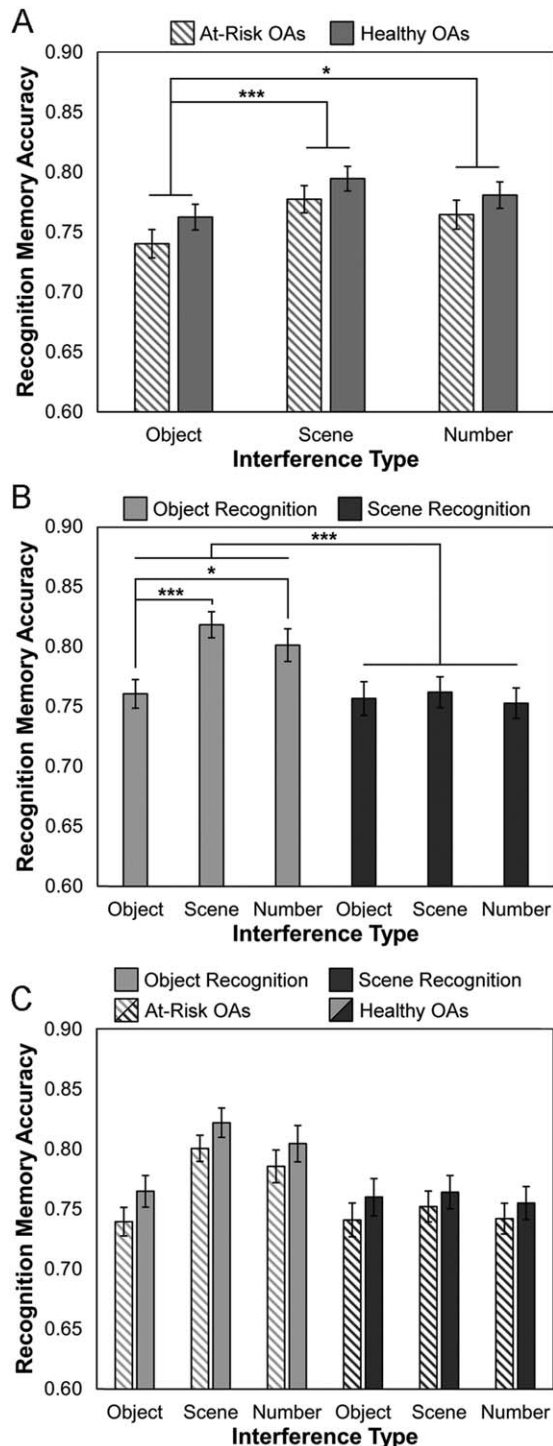 A
At-Risk OAs Healthy OAs
Recognition Memory Accuracy
0.90
0.85
0.80
0.75
0.70
0.65
0.60
***
*
Object Scene Number
Interference Type
B
Object Recognition Scene Recognition
Recognition Memory Accuracy
0.90
0.85
0.80
0.75
0.70
0.65
0.60
***
*
***
Object Scene Number Object Scene Number
Interference Type
C
Object Recognition Scene Recognition
At-Risk OAs Healthy OAs
Recognition Memory Accuracy
0.90
0.85
0.80
0.75
0.70
0.65
0.60
Object Scene Number Object Scene Number
Interference Type